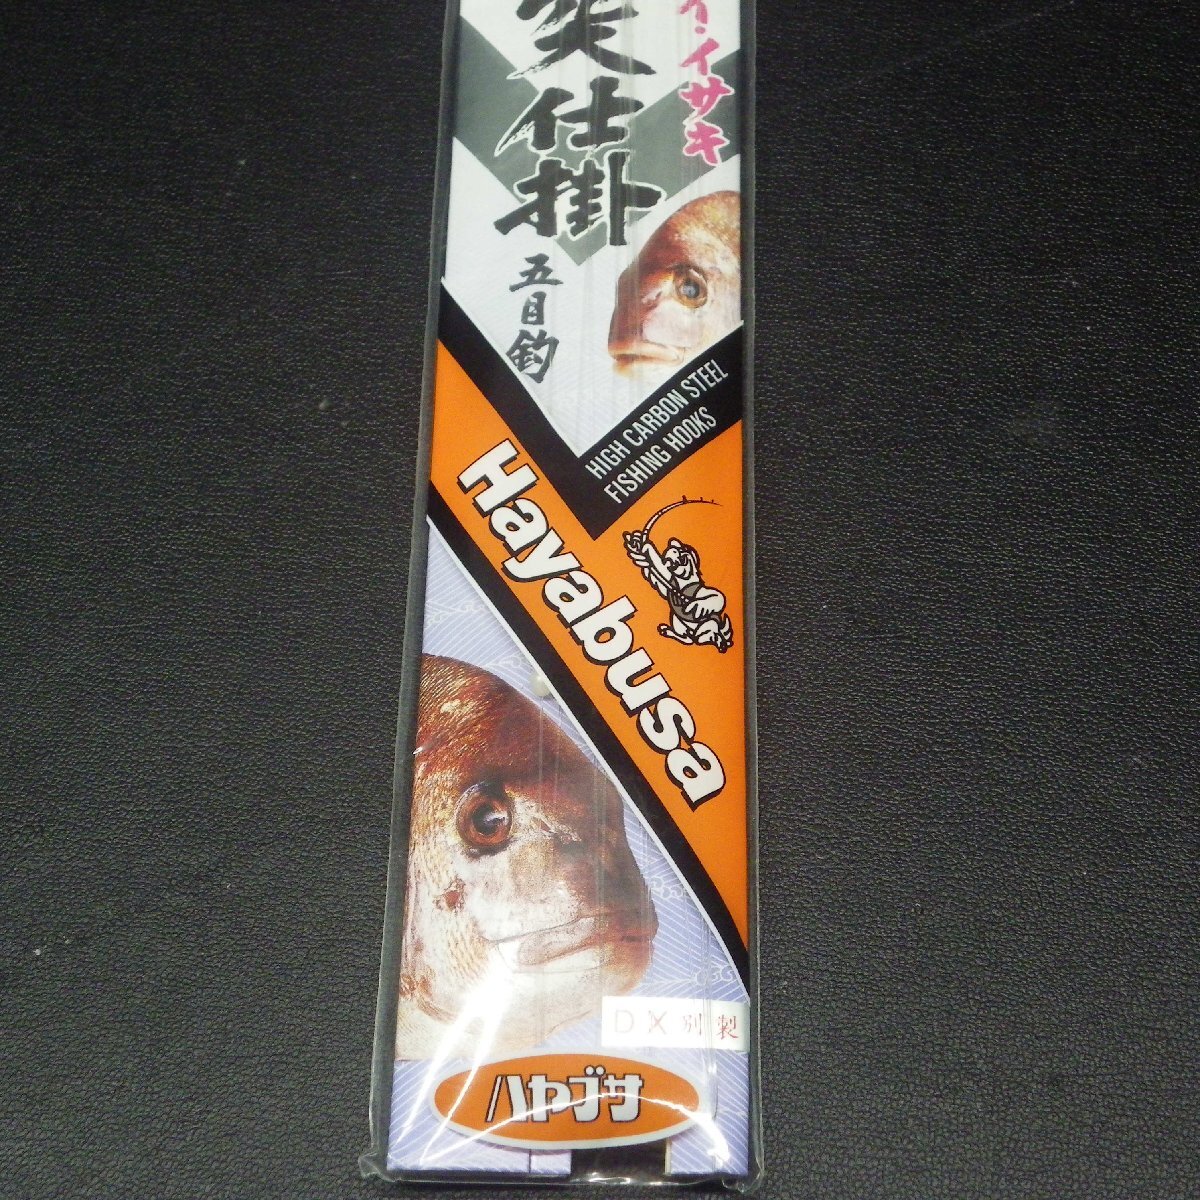 イ・イサキ
突仕掛
五目釣
HIGH CARBON STEEL
FISHING HOOKS
Hayabusa
DX別製
ハヤブサ